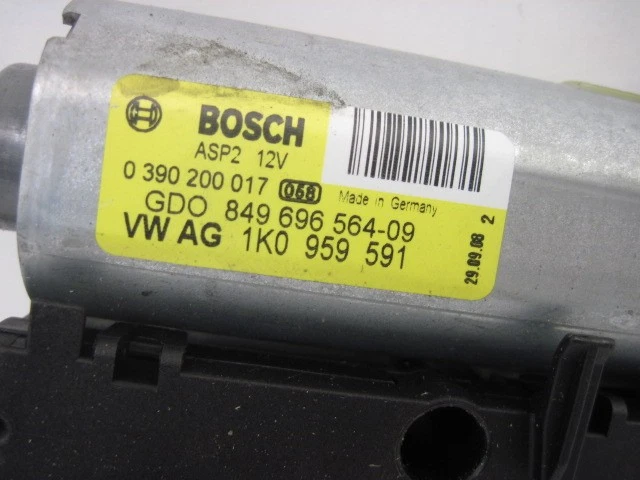 BOSCH
ASP2 12V
0 390 200 017 068 Made in Germany
GDO 849 696 564-09
VW AG 1K0 959 591
29.09.08 2